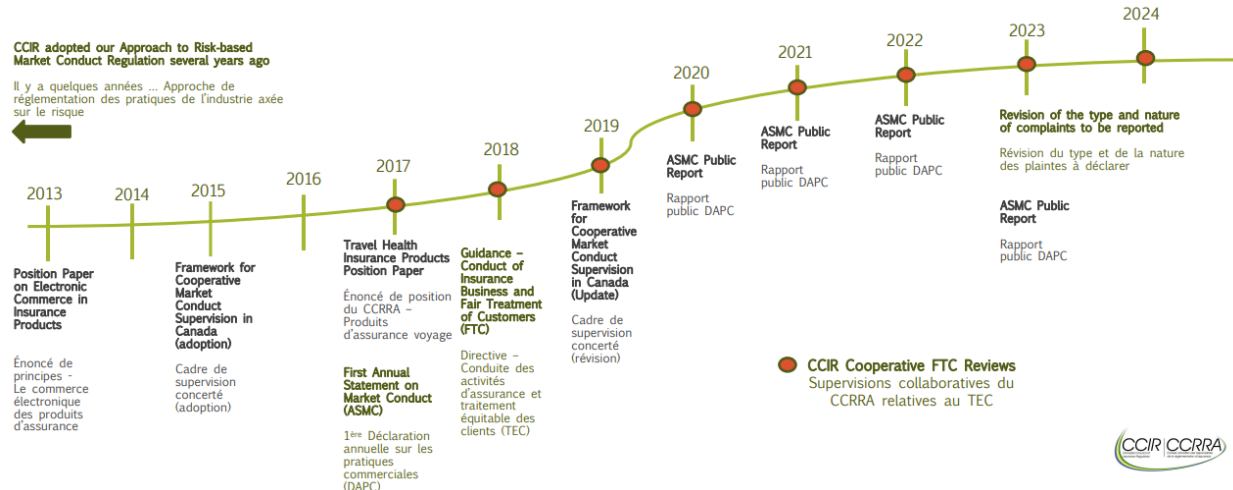 CCIR adopted our Approach to Risk-based
Market Conduct Regulation several years ago
Il y a quelques années ... Approche de
réglementation des pratiques de l'industrie axée
sur le risque
2013
Position Paper
on Electronic
Commerce in
Insurance
Products
Énoncé de
principes -
Le commerce
électronique
des produits
d'assurance
2014
2015
Framework for
Cooperative
Market
Conduct
Supervision in
Canada
(adoption)
Cadre de
supervision
concerté
(adoption)
2016
2017
Travel Health
Insurance Products
Position Paper
Énoncé de position
du CCRRA –
Produits
d'assurance voyage
First Annual
Statement on
Market Conduct
(ASMC)
1ère Déclaration
annuelle sur les
pratiques
commerciales
(DAPC)
2018
Guidance –
Conduct of
Insurance
Business and
Fair Treatment
of Customers
(FTC)
Directive –
Conduite des
activités
d'assurance et
traitement
équitable des
clients (TEC)
2019
Framework
for
Cooperative
Market
Conduct
Supervision
in Canada
(Update)
Cadre de
supervision
concerté
(révision)
2020
ASMC Public
Report
Rapport
public DAPC
2021
ASMC Public
Report
Rapport
public DAPC
2022
ASMC Public
Report
Rapport
public DAPC
2023
Revision of the type and nature
of complaints to be reported
Révision du type et de la nature
des plaintes à déclarer
ASMC Public
Report
Rapport
public DAPC
2024
CCIR Cooperative FTC Reviews
Supervisions collaboratives du
CCRRA relatives au TEC
CCIR CCRRA